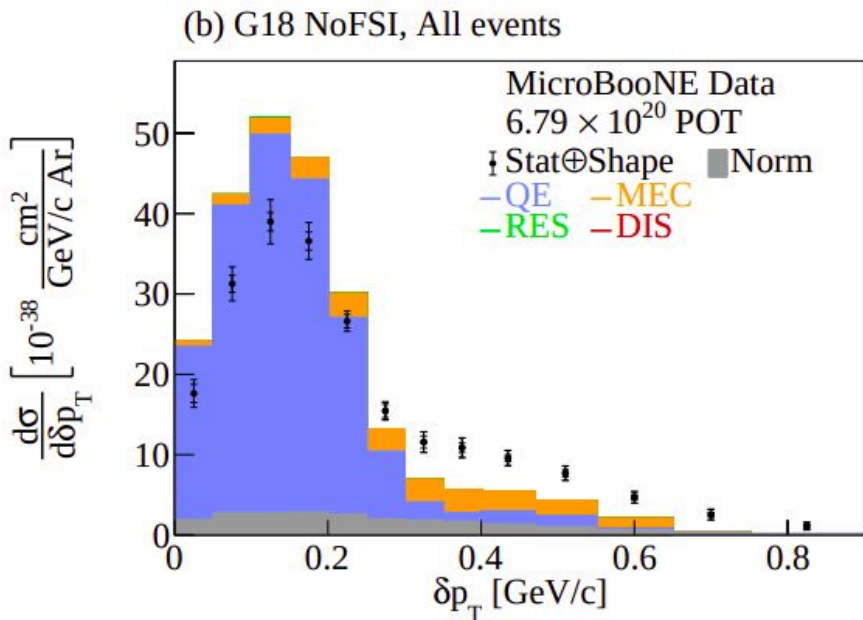 (b) G18 NoFSI, All events
MicroBooNE Data
6.79 × 10²⁰ POT
Stat⊕Shape Norm
QE MEC
RES DIS
dσ/dδp_T [10⁻³⁸ cm²/GeV/c Ar]
50
40
30
20
10
0
0 0.2 0.4 0.6 0.8
δp_T [GeV/c]